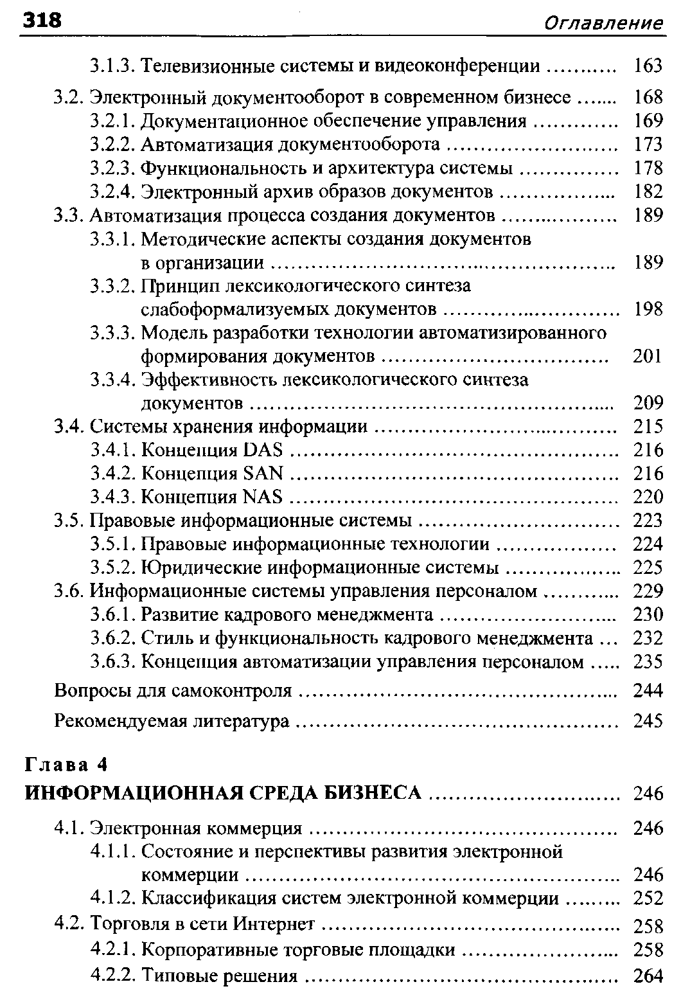 318 Оглавление
3.1.3. Телевизионные системы и видеоконференции ........... 163
3.2. Электронный документооборот в современном бизнесе ....... 168
3.2.1. Документационное обеспечение управления ............. 169
3.2.2. Автоматизация документооборота .......................... 173
3.2.3. Функциональность и архитектура системы ............... 178
3.2.4. Электронный архив образов документов .................. 182
3.3. Автоматизация процесса создания документов .................. 189
3.3.1. Методические аспекты создания документов
в организации ..................................................... 189
3.3.2. Принцип лексикологического синтеза
слабоформализуемых документов ........................... 198
3.3.3. Модель разработки технологии автоматизированного
формирования документов .................................. 201
3.3.4. Эффективность лексикологического синтеза
документов ....................................................... 209
3.4. Системы хранения информации ..................................... 215
3.4.1. Концепция DAS .................................................. 216
3.4.2. Концепция SAN .................................................. 216
3.4.3. Концепция NAS .................................................. 220
3.5. Правовые информационные системы .............................. 223
3.5.1. Правовые информационные технологии .................. 224
3.5.2. Юридические информационные системы ................. 225
3.6. Информационные системы управления персоналом ............ 229
3.6.1. Развитие кадрового менеджмента ........................... 230
3.6.2. Стиль и функциональность кадрового менеджмента ... 232
3.6.3. Концепция автоматизации управления персоналом ..... 235
Вопросы для самоконтроля ................................................ 244
Рекомендуемая литература ................................................. 245
Глава 4
ИНФОРМАЦИОННАЯ СРЕДА БИЗНЕСА ............................. 246
4.1. Электронная коммерция ............................................... 246
4.1.1. Состояние и перспективы развития электронной
коммерции ......................................................... 246
4.1.2. Классификация систем электронной коммерции ......... 252
4.2. Торговля в сети Интернет ............................................. 258
4.2.1. Корпоративные торговые площадки ........................ 258
4.2.2. Типовые решения ................................................ 264